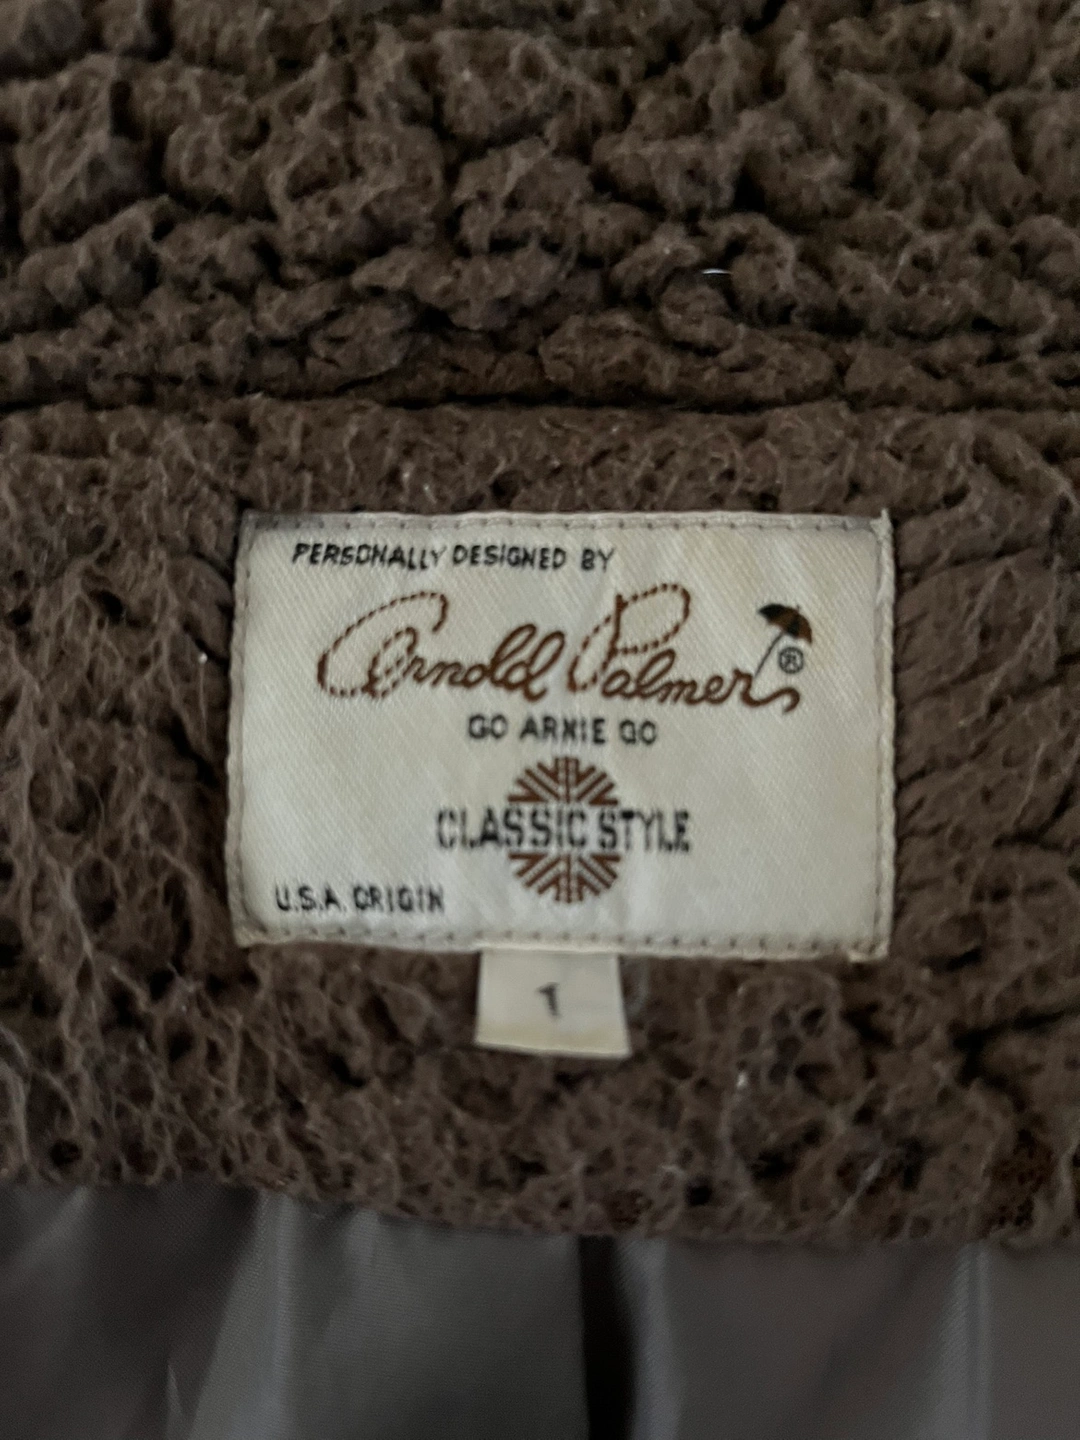 PERSONALLY DESIGNED BY
Arnold Palmer ®
GO ARNIE GO
CLASSIC STYLE
U.S.A. ORIGIN
1